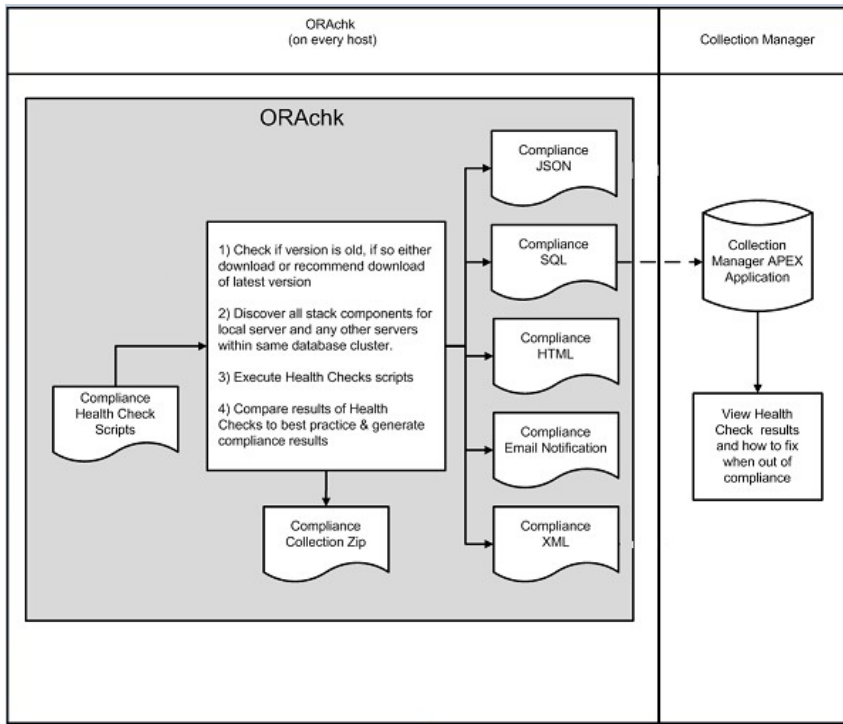 ORAchk
(on every host)
Collection Manager
ORAchk
Compliance
JSON
Compliance
SQL
Compliance
HTML
Compliance
Email Notification
Compliance
XML
1) Check if version is old, if so either
download or recommend download
of latest version
2) Discover all stack components for
local server and any other servers
within same database cluster.
3) Execute Health Checks scripts
4) Compare results of Health
Checks to best practice & generate
compliance results
Compliance
Health Check
Scripts
Compliance
Collection Zip
Collection
Manager APEX
Application
View Health
Check results
and how to fix
when out of
compliance